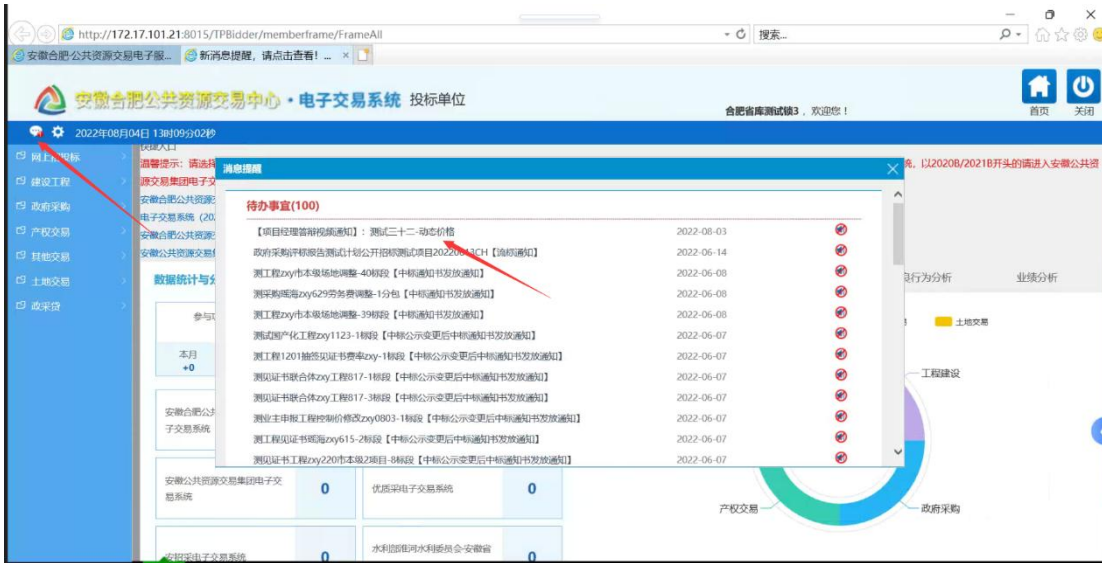 http://172.17.101.21:8015/TPBidder/memberframe/FrameAll
搜索...
安徽合肥公共资源交易电子服...
新消息提醒，请点击查看! ...
安徽合肥公共资源交易中心·电子交易系统 投标单位
合肥省库测试锁3 ，欢迎您！
首页
关闭
2022年08月04日 13时09分02秒
网上招投标
建设工程
政府采购
产权交易
其他交易
土地交易
政采贷
快捷入口
温馨提示：请选择
统，以2020B/2021B开头的请进入安徽公共资
源交易集团电子交
安徽合肥公共资源交
电子交易系统（20
安徽合肥公共资源
安徽公共资源交易
消息提醒
待办事宜(100)
【项目经理答辩视频通知】：测试三十二-动态价格 2022-08-03
政府采购评标报告测试计划公开招标测试项目20220613CH【流标通知】 2022-06-14
测工程zxy市本级场地调整-40标段【中标通知书发放通知】 2022-06-08
测采购瑶海zxy629劳务费调整-1分包【中标通知书发放通知】 2022-06-08
测工程zxy市本级场地调整-39标段【中标通知书发放通知】 2022-06-08
测试国产化工程zxy1123-1标段【中标公示变更后中标通知书发放通知】 2022-06-07
测工程1201抽签见证书费率zxy-1标段【中标公示变更后中标通知书发放通知】 2022-06-07
测见证书联合体zxy工程817-1标段【中标公示变更后中标通知书发放通知】 2022-06-07
测见证书联合体zxy工程817-3标段【中标公示变更后中标通知书发放通知】 2022-06-07
测业主申报工程控制价修改zxy0803-1标段【中标公示变更后中标通知书发放通知】 2022-06-07
测工程见证书瑶海zxy615-2标段【中标公示变更后中标通知书发放通知】 2022-06-07
测见证书工程zxy220市本级2项目-8标段【中标公示变更后中标通知书发放通知】 2022-06-07
数据统计与分
行为分析
业绩分析
参与项
本月
+0
土地交易
工程建设
产权交易
政府采购
安徽合肥公共
子交易系统
安徽公共资源交易集团电子交
易系统
0
优质采电子交易系统
0
安招采电子交易系统
0
水利部淮河水利委员会·安徽省
0